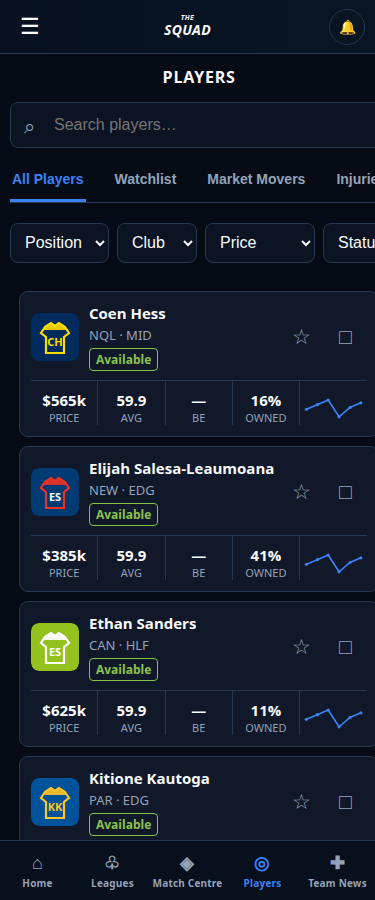 THE
SQUAD
PLAYERS
Search players...
All Players Watchlist Market Movers Injurie
Position Club Price Statu
CH
Coen Hess
NQL · MID
Available
$565k 59.9 — 16%
PRICE AVG BE OWNED
ES
Elijah Salesa-Leaumoana
NEW · EDG
Available
$385k 59.9 — 41%
PRICE AVG BE OWNED
ES
Ethan Sanders
CAN · HLF
Available
$625k 59.9 — 11%
PRICE AVG BE OWNED
KK
Kitione Kautoga
PAR · EDG
Available
Home Leagues Match Centre Players Team News